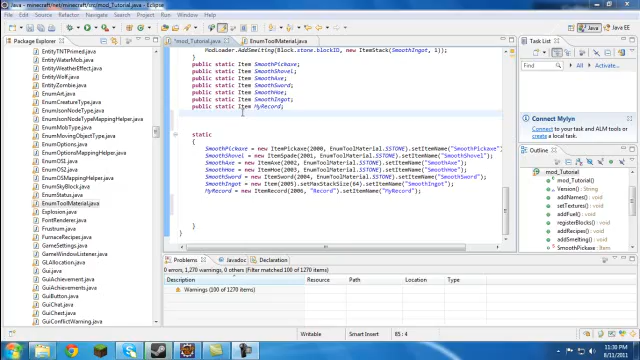 Java - minecraft/net/minecraft/src/mod_Tutorial.java - Eclipse
File Edit Source Refactor Navigate Search Project Run Window Help
Java
Java EE
Package Explorer
EntityTNTPrimed.java
EntityWaterMob.java
EntityWeatherEffect.java
EntityWolf.java
EntityZombie.java
EnumArt.java
EnumCreatureType.java
EnumJsonNodeType.java
EnumJsonNodeTypeMappingHelper
EnumMobType.java
EnumMovingObjectType.java
EnumOptions.java
EnumOptionsMappingHelper.java
EnumOS1.java
EnumOS2.java
EnumOSMappingHelper.java
EnumSkyBlock.java
EnumStatus.java
EnumToolMaterial.java
Explosion.java
FontRenderer.java
Frustrum.java
FurnaceRecipes.java
GameSettings.java
GameWindowListener.java
GLAllocation.java
Gui.java
GuiAchievement.java
GuiAchievements.java
GuiButton.java
GuiChat.java
GuiConflictWarning.java
*mod_Tutorial.java
EnumToolMaterial.java
ModLoader.AddSmelting(Block.stone.blockID, new ItemStack(SmoothIngot, 1));
}
public static Item SmoothPickaxe;
public static Item SmoothShovel;
public static Item SmoothAxe;
public static Item SmoothSword;
public static Item SmoothHoe;
public static Item SmoothIngot;
public static Item MyRecord;
static
{
SmoothPickaxe = new ItemPickaxe(2000, EnumToolMaterial.SSTONE).setItemName("SmoothPickaxe")
SmoothShovel = new ItemSpade(2001, EnumToolMaterial.SSTONE).setItemName("SmoothShovel");
SmoothAxe = new ItemAxe(2002, EnumToolMaterial.SSTONE).setItemName("SmoothAxe");
SmoothHoe = new ItemHoe(2003, EnumToolMaterial.SSTONE).setItemName("SmoothHoe");
SmoothSword = new ItemSword(2004, EnumToolMaterial.SSTONE).setItemName("SmoothSword");
SmoothIngot = new Item(2005).setMaxStackSize(64).setItemName("SmoothIngot");
MyRecord = new ItemRecord(2006, "Record").setItemName("MyRecord");
}
}
Problems Javadoc Declaration
0 errors, 1,270 warnings, 0 others (Filter matched 100 of 1270 items)
Description Resource Path Location Type
Warnings (100 of 1270 items)
Task List
Find
All
Connect Mylyn
Connect to your task and ALM tools or create a local task.
Outline
mod_Tutorial
mod_Tutorial()
Version()
addNames()
setTextures()
addFuel()
registerBlocks()
addRecipes()
addSmelting()
SmoothPickaxe
Writable Smart Insert 85 : 4
11:38 PM
8/11/2011